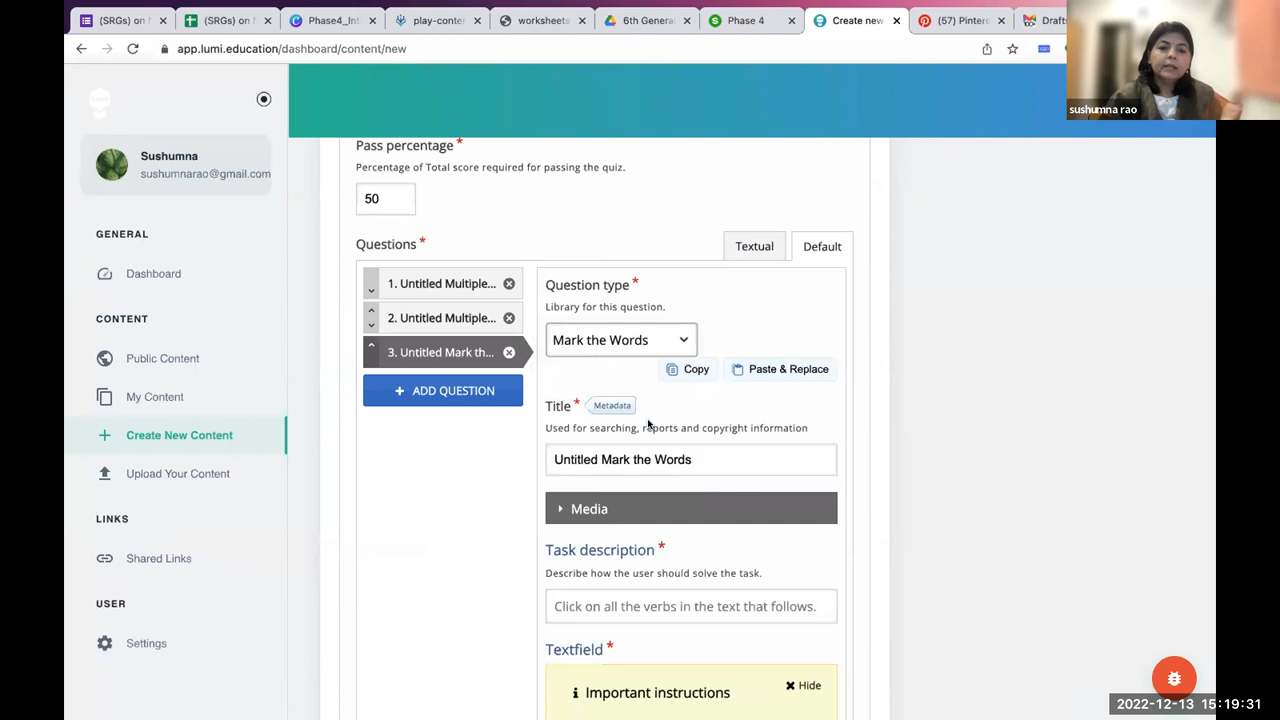 (SRGs) on N
(SRGs) on N
Phase4_Int
play-conter
worksheets
6th General
Phase 4
Create new
(57) Pintere
Drafts
app.lumi.education/dashboard/content/new
sushumna rao
Sushumna
sushumnarao@gmail.com
GENERAL
Dashboard
CONTENT
Public Content
My Content
Create New Content
Upload Your Content
LINKS
Shared Links
USER
Settings
Pass percentage *
Percentage of Total score required for passing the quiz.
50
Questions *
Textual
Default
1. Untitled Multiple...
2. Untitled Multiple...
3. Untitled Mark th...
+ ADD QUESTION
Question type *
Library for this question.
Mark the Words
Copy
Paste & Replace
Title * Metadata
Used for searching, reports and copyright information
Untitled Mark the Words
Media
Task description *
Describe how the user should solve the task.
Click on all the verbs in the text that follows.
Textfield *
Important instructions
Hide
2022-12-13 15:19:31